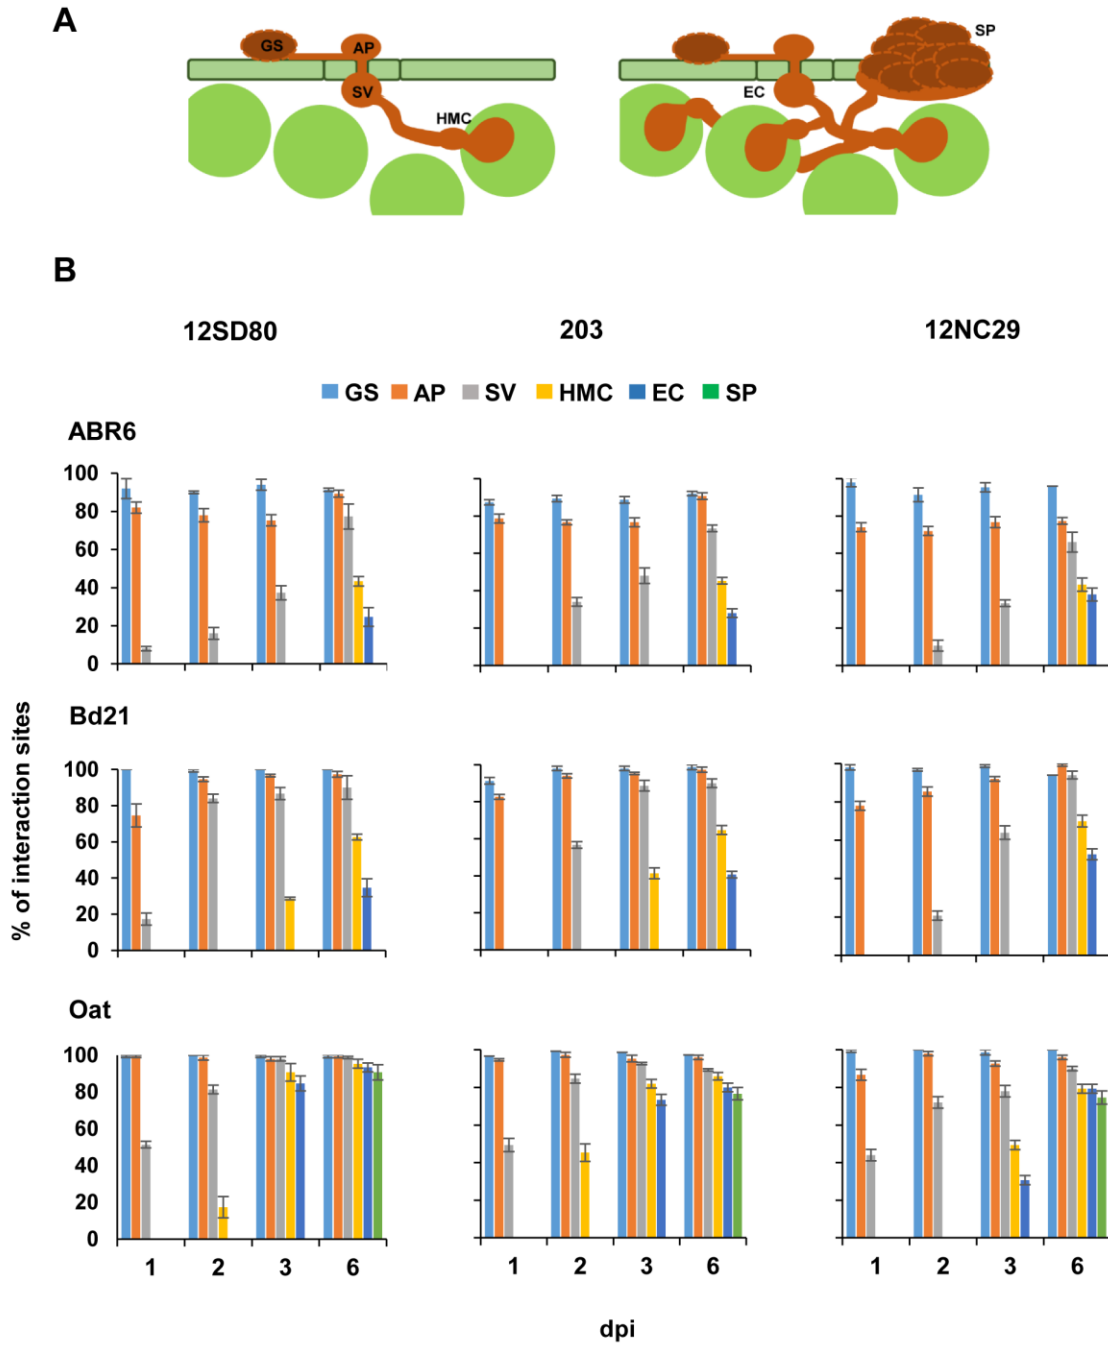 A
GS AP SV HMC
EC SP
B
12SD80 203 12NC29
GS AP SV HMC EC SP
ABR6
100
80
60
40
20
0
Bd21
100
80
60
40
20
0
% of interaction sites
Oat
100
80
60
40
20
0
1 2 3 6 1 2 3 6 1 2 3 6
dpi